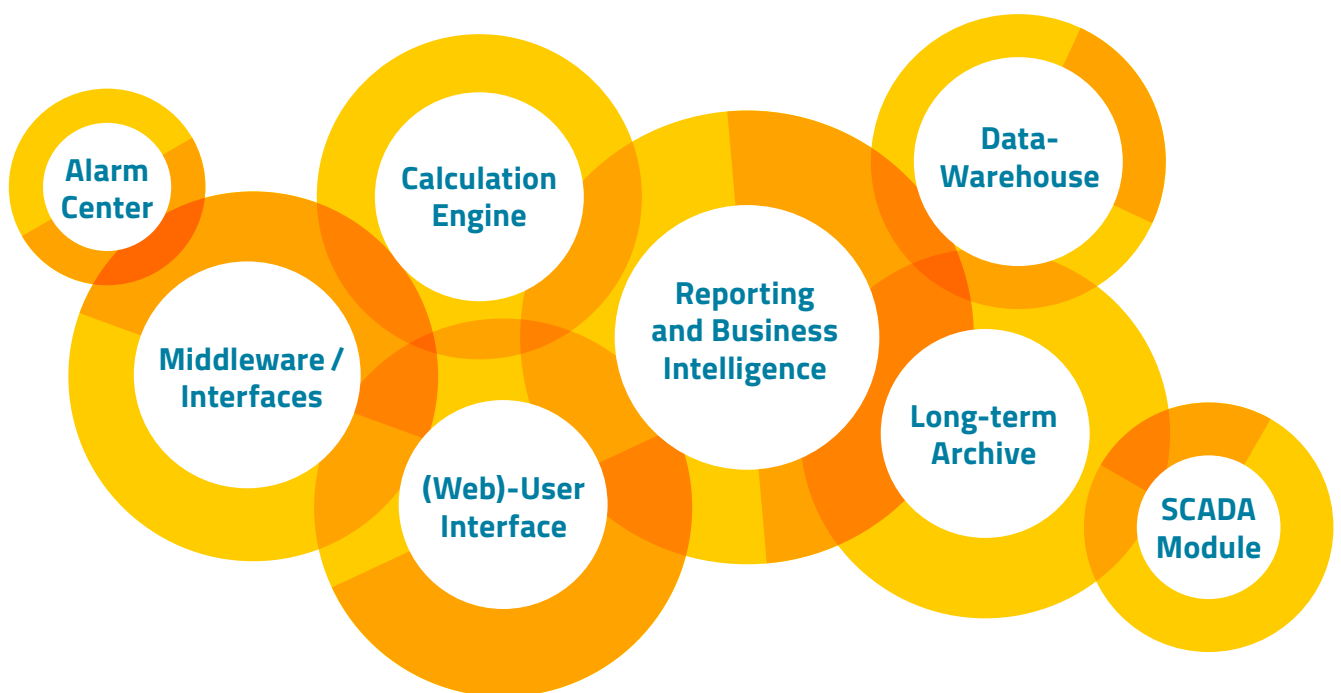 Alarm
Center
Calculation
Engine
Data-
Warehouse
Reporting
and Business
Intelligence
Middleware /
Interfaces
Long-term
Archive
(Web)-User
Interface
SCADA
Module